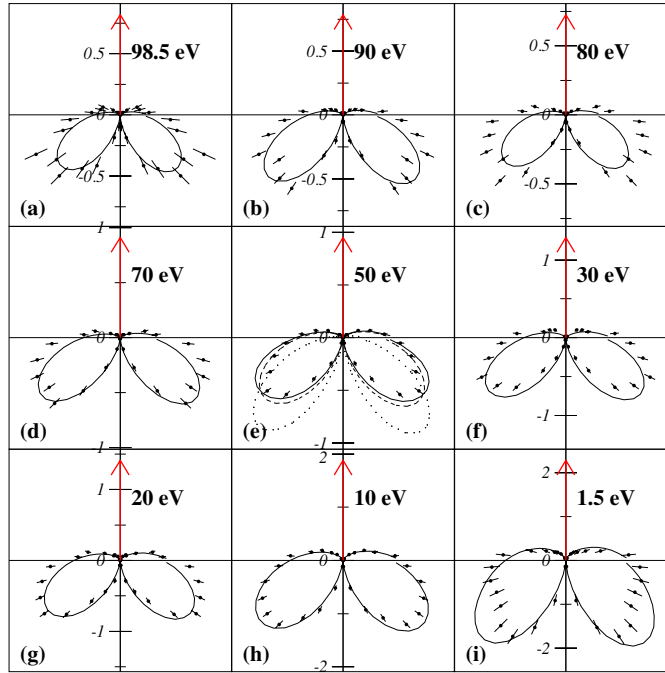 98.5 eV
0.5
0
-0.5
(a)
90 eV
0.5
0
-0.5
(b)
80 eV
0.5
0
-0.5
(c)
1
70 eV
0
-1
(d)
1
50 eV
0
-1
(e)
30 eV
1
0
-1
(f)
20 eV
1
0
-1
(g)
2
10 eV
0
-2
(h)
1.5 eV
2
0
-2
(i)